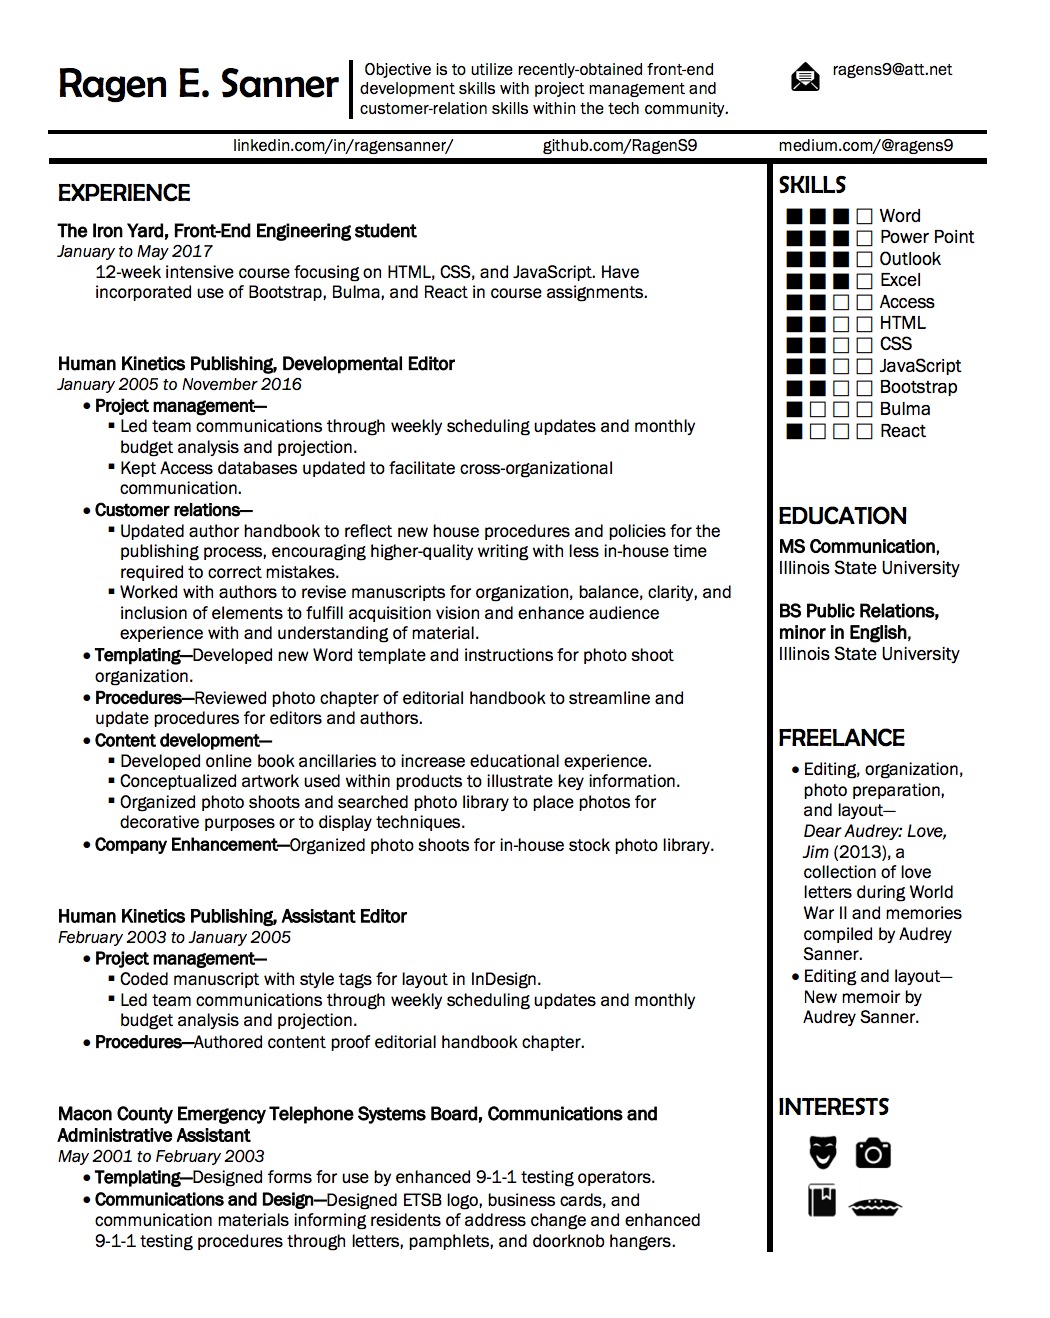 Ragen E. Sanner
Objective is to utilize recently-obtained front-end
development skills with project management and
customer-relation skills within the tech community.
ragens9@att.net
linkedin.com/in/ragensanner/
github.com/RagenS9
medium.com/@ragens9
EXPERIENCE
The Iron Yard, Front-End Engineering student
January to May 2017
12-week intensive course focusing on HTML, CSS, and JavaScript. Have
incorporated use of Bootstrap, Bulma, and React in course assignments.
Human Kinetics Publishing, Developmental Editor
January 2005 to November 2016
• Project management—
▪ Led team communications through weekly scheduling updates and monthly
budget analysis and projection.
▪ Kept Access databases updated to facilitate cross-organizational
communication.
• Customer relations—
▪ Updated author handbook to reflect new house procedures and policies for the
publishing process, encouraging higher-quality writing with less in-house time
required to correct mistakes.
▪ Worked with authors to revise manuscripts for organization, balance, clarity, and
inclusion of elements to fulfill acquisition vision and enhance audience
experience with and understanding of material.
• Templating—Developed new Word template and instructions for photo shoot
organization.
• Procedures—Reviewed photo chapter of editorial handbook to streamline and
update procedures for editors and authors.
• Content development—
▪ Developed online book ancillaries to increase educational experience.
▪ Conceptualized artwork used within products to illustrate key information.
▪ Organized photo shoots and searched photo library to place photos for
decorative purposes or to display techniques.
• Company Enhancement—Organized photo shoots for in-house stock photo library.
Human Kinetics Publishing, Assistant Editor
February 2003 to January 2005
• Project management—
▪ Coded manuscript with style tags for layout in InDesign.
▪ Led team communications through weekly scheduling updates and monthly
budget analysis and projection.
• Procedures—Authored content proof editorial handbook chapter.
Macon County Emergency Telephone Systems Board, Communications and
Administrative Assistant
May 2001 to February 2003
• Templating—Designed forms for use by enhanced 9-1-1 testing operators.
• Communications and Design—Designed ETSB logo, business cards, and
communication materials informing residents of address change and enhanced
9-1-1 testing procedures through letters, pamphlets, and doorknob hangers.
SKILLS
■ ■ ■ □ Word
■ ■ ■ □ Power Point
■ ■ ■ □ Outlook
■ ■ ■ □ Excel
■ ■ □ □ Access
■ ■ □ □ HTML
■ ■ □ □ CSS
■ ■ □ □ JavaScript
■ ■ □ □ Bootstrap
■ □ □ □ Bulma
■ □ □ □ React
EDUCATION
MS Communication,
Illinois State University
BS Public Relations,
minor in English,
Illinois State University
FREELANCE
• Editing, organization,
photo preparation,
and layout—
Dear Audrey: Love,
Jim (2013), a
collection of love
letters during World
War II and memories
compiled by Audrey
Sanner.
• Editing and layout—
New memoir by
Audrey Sanner.
INTERESTS